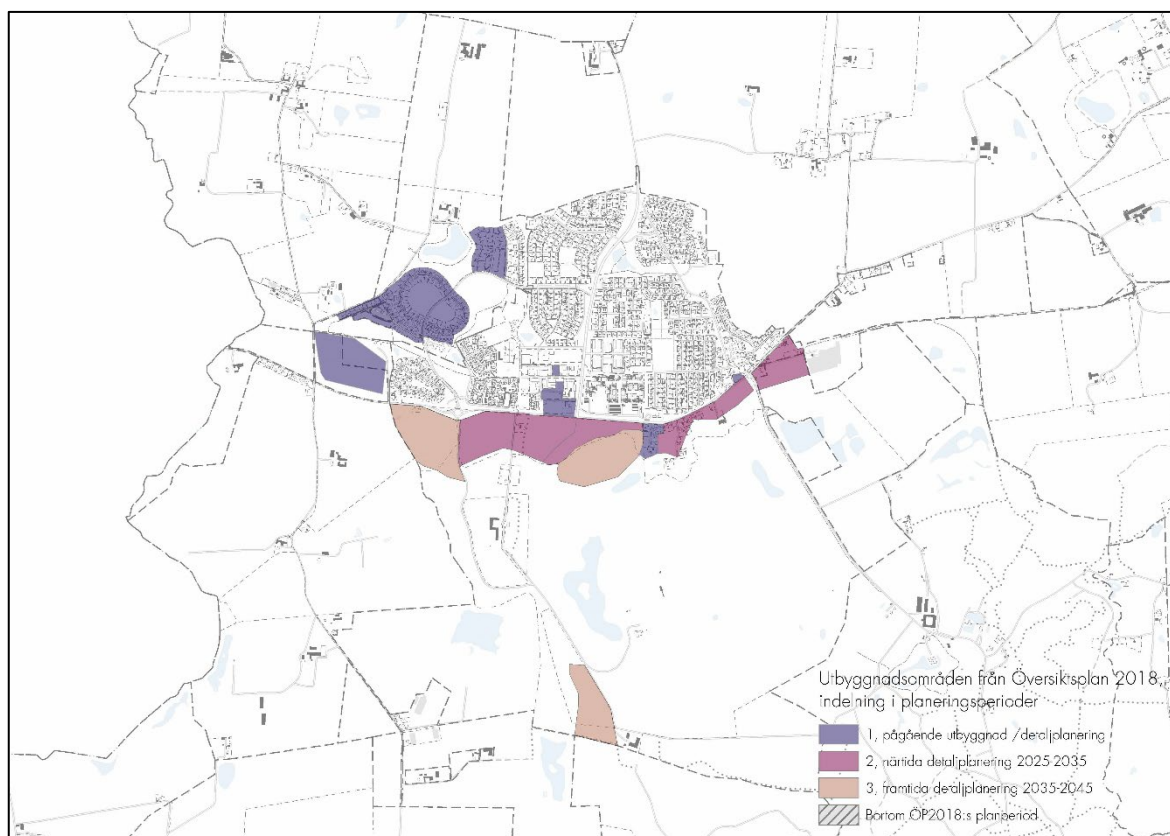 Utbyggnadsområden från Översiktsplan 2018,
indelning i planeringsperioder
1, pågående utbyggnad /detaljplanering
2, närtida detaljplanering 2025-2035
3, framtida detaljplanering 2035-2045
Bortom ÖP2018:s planperiod